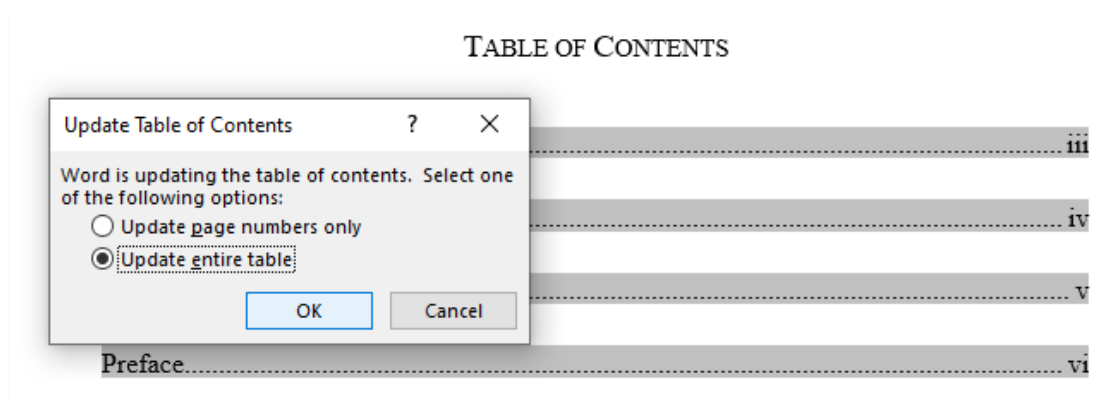 TABLE OF CONTENTS
Update Table of Contents ? ×
Word is updating the table of contents. Select one
of the following options:
Update page numbers only
Update entire table
OK Cancel
.......... iii
.......... iv
.......... v
Preface.......... vi